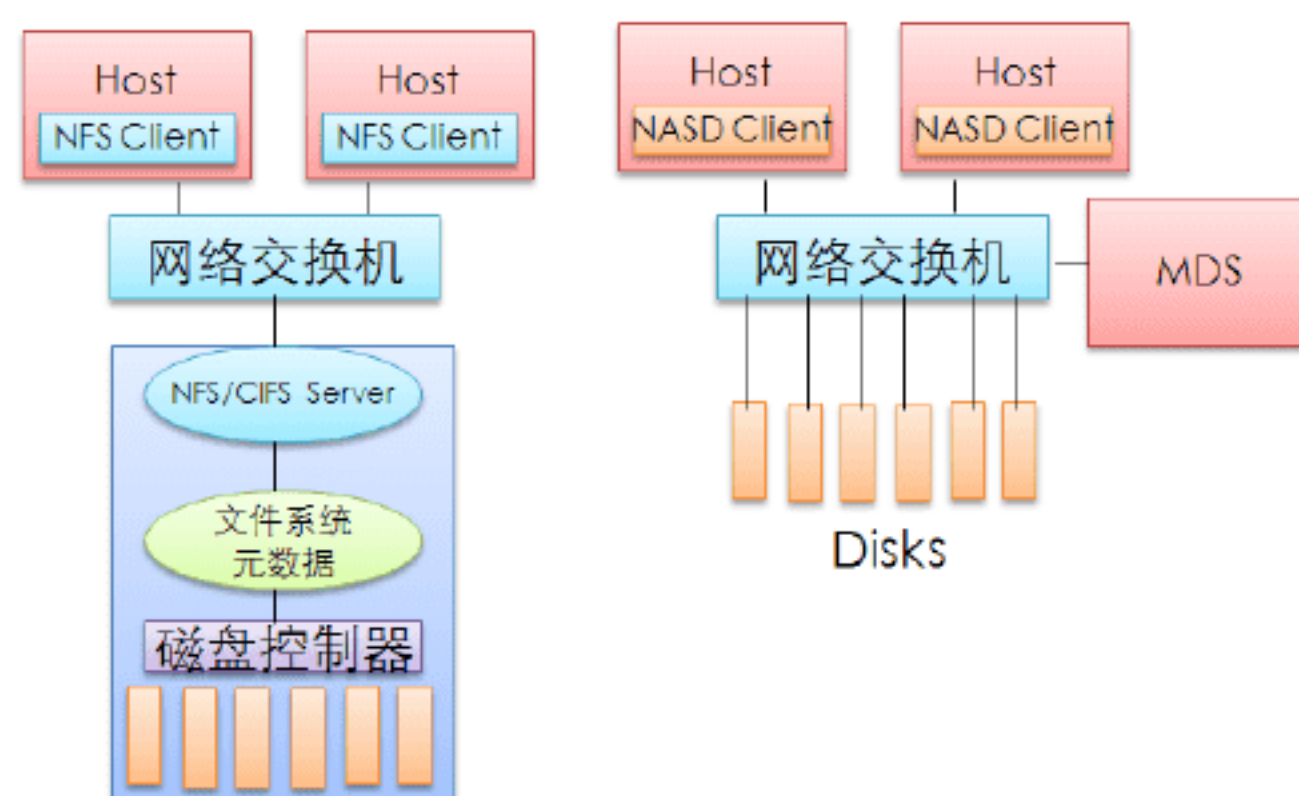 Host
NFS Client
Host
NFS Client
网络交换机
NFS/CIFS Server
文件系统
元数据
磁盘控制器
Host
NASD Client
Host
NASD Client
网络交换机
MDS
Disks